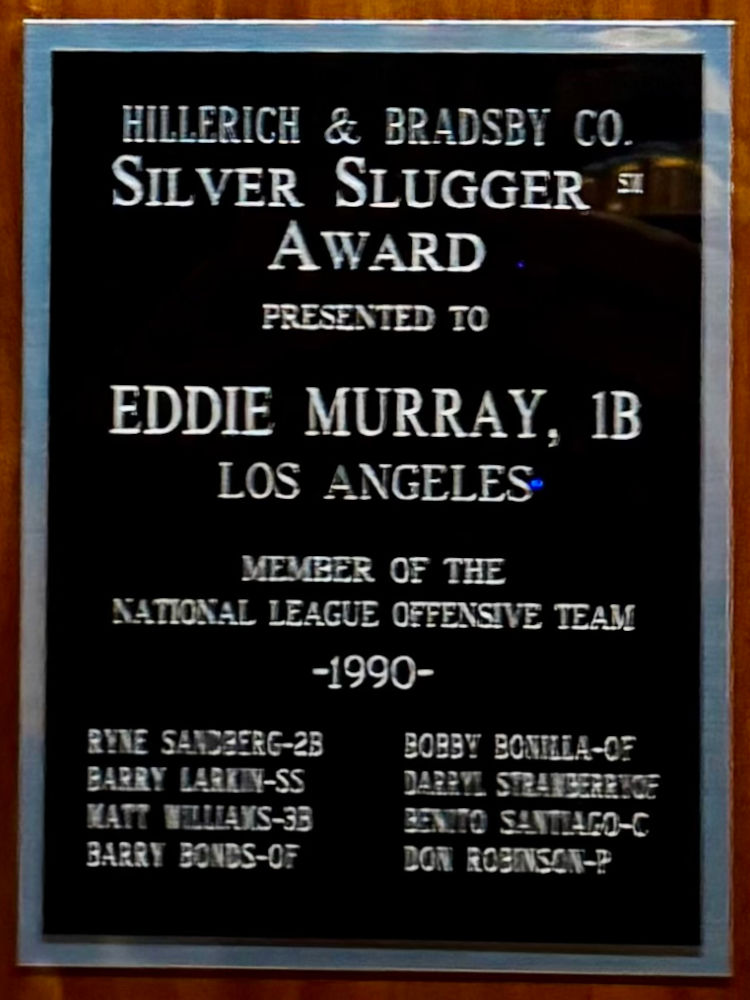 HILLERICH & BRADSBY CO.
SILVER SLUGGER SM
AWARD
PRESENTED TO
EDDIE MURRAY, 1B
LOS ANGELES
MEMBER OF THE
NATIONAL LEAGUE OFFENSIVE TEAM
-1990-
RYNE SANDBERG-2B
BARRY LARKIN-SS
MATT WILLIAMS-3B
BARRY BONDS-OF
BOBBY BONILLA-OF
DARRYL STRAWBERRY-OF
BENITO SANTIAGO-C
DON ROBINSON-P